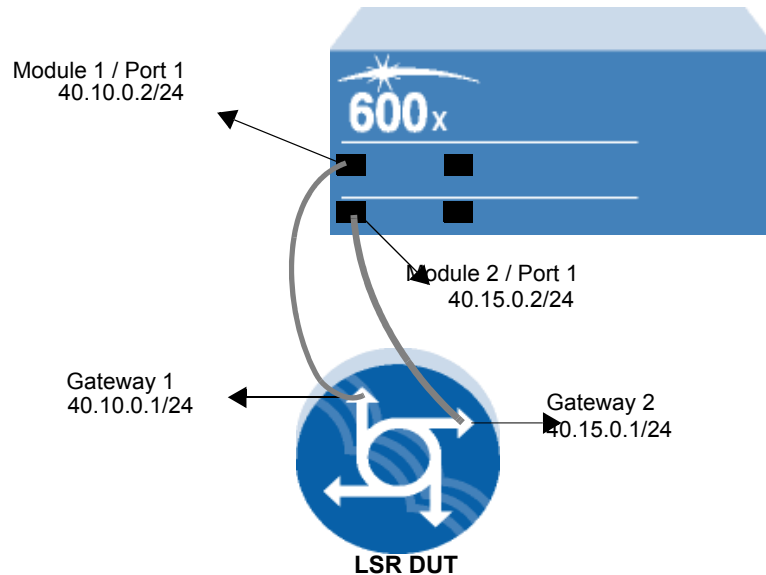 Module 1 / Port 1
40.10.0.2/24
600x
Module 2 / Port 1
40.15.0.2/24
Gateway 1
40.10.0.1/24
Gateway 2
40.15.0.1/24
LSR DUT